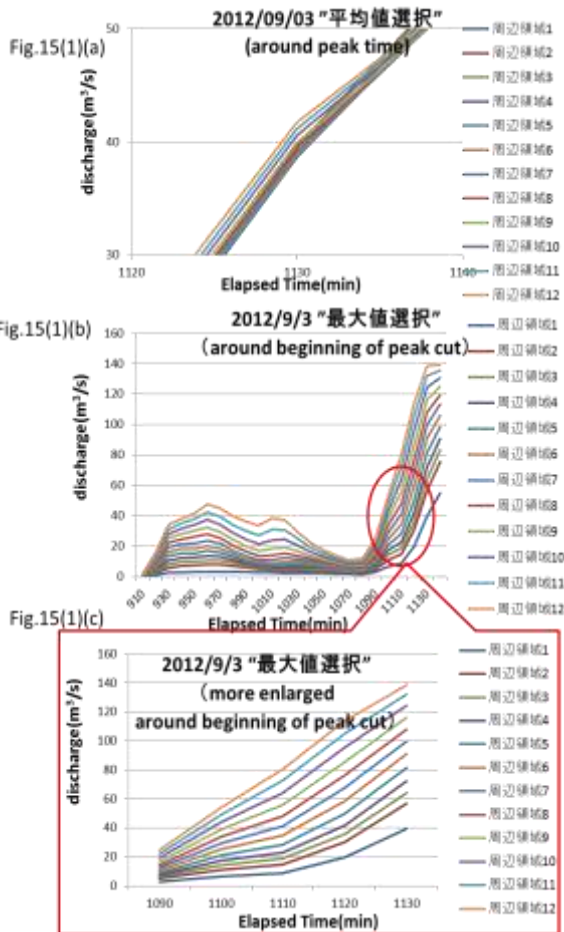 Fig.15(1)(a)
2012/09/03 "平均値選択"
(around peak time)
discharge(m³/s)
50
40
30
1120
1130
1140
Elapsed Time(min)
周辺領域1
周辺領域2
周辺領域3
周辺領域4
周辺領域5
周辺領域6
周辺領域7
周辺領域8
周辺領域9
周辺領域10
周辺領域11
周辺領域12
Fig.15(1)(b)
2012/9/3 "最大値選択"
(around beginning of peak cut)
discharge(m³/s)
160
140
120
100
80
60
40
20
0
910
930
950
970
990
1010
1030
1050
1070
1090
1110
1130
Elapsed Time(min)
周辺領域1
周辺領域2
周辺領域3
周辺領域4
周辺領域5
周辺領域6
周辺領域7
周辺領域8
周辺領域9
周辺領域10
周辺領域11
周辺領域12
Fig.15(1)(c)
2012/9/3 "最大値選択"
(more enlarged
around beginning of peak cut)
discharge(m³/s)
160
140
120
100
80
60
40
20
0
1090
1100
1110
1120
1130
Elapsed Time(min)
周辺領域1
周辺領域2
周辺領域3
周辺領域4
周辺領域5
周辺領域6
周辺領域7
周辺領域8
周辺領域9
周辺領域10
周辺領域11
周辺領域12